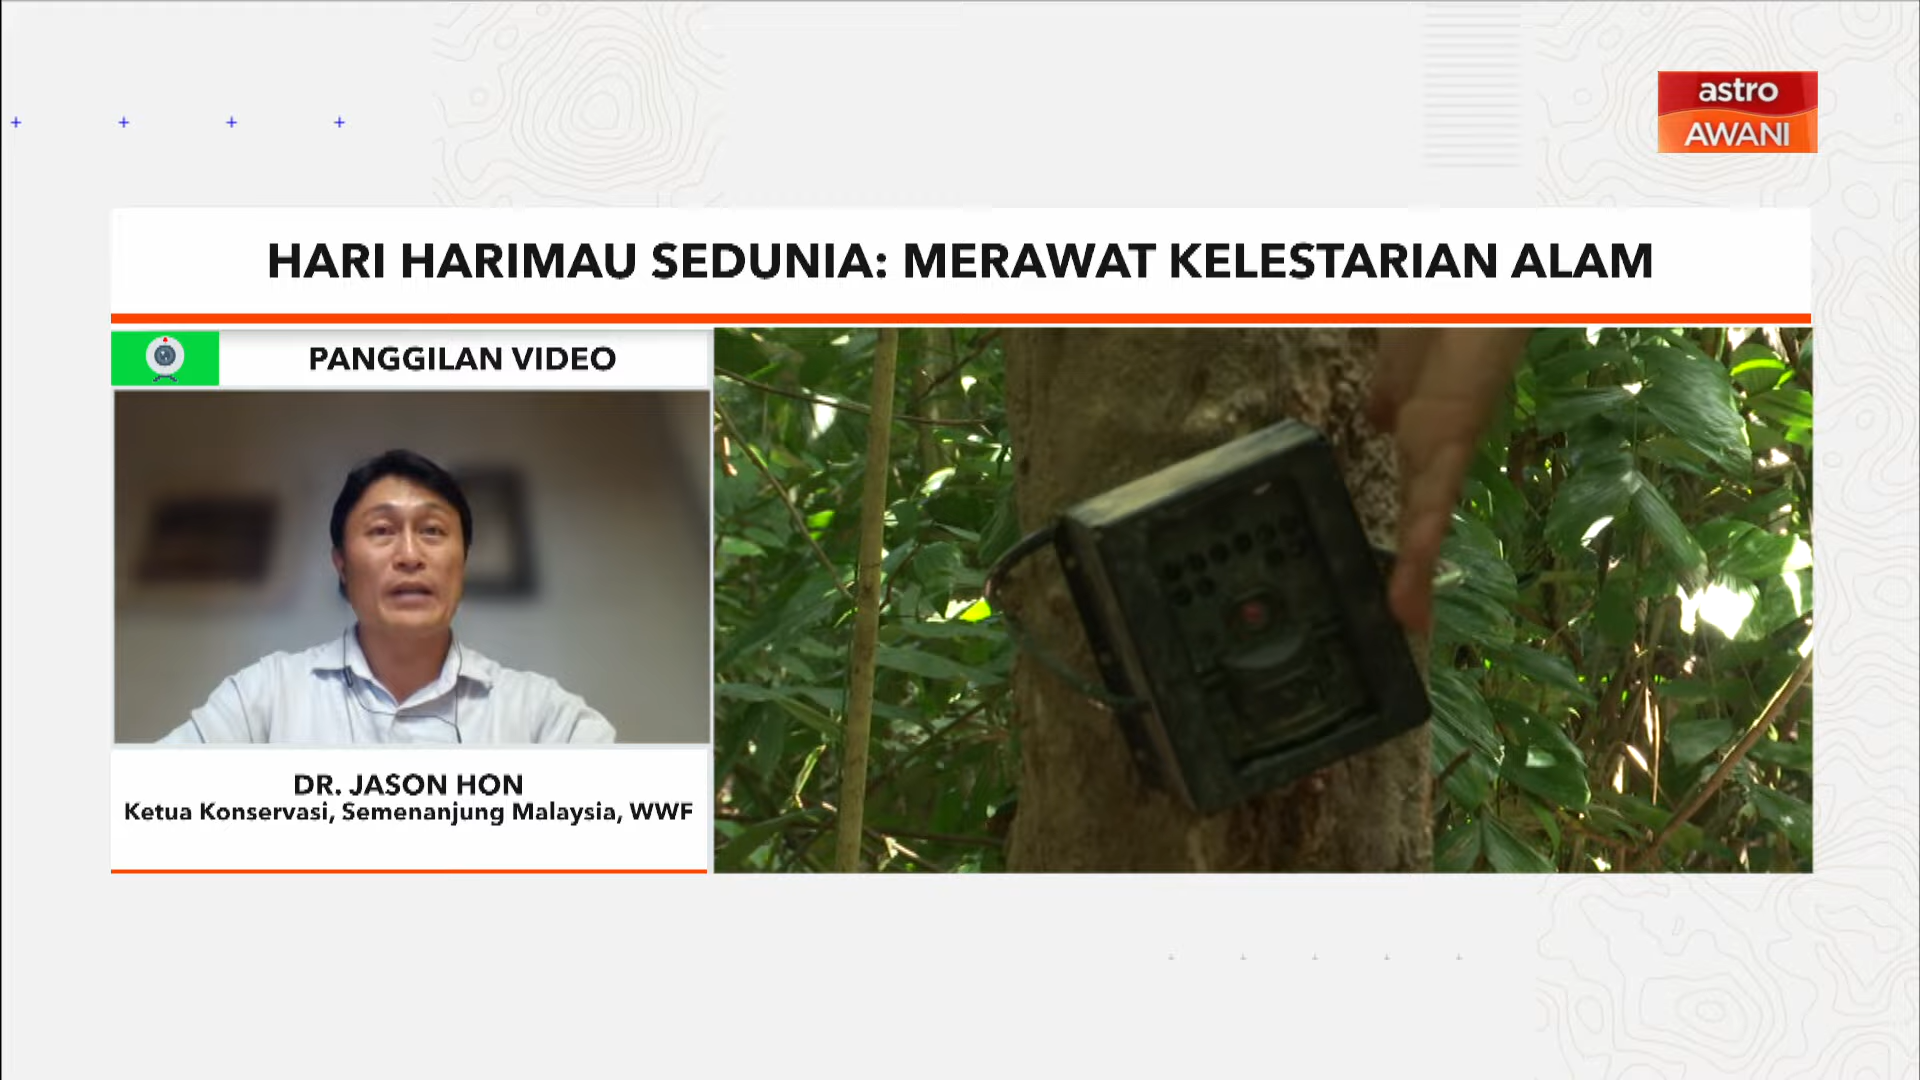 astro
AWANI
HARI HARIMAU SEDUNIA: MERAWAT KELESTARIAN ALAM
PANGGILAN VIDEO
DR. JASON HON
Ketua Konservasi, Semenanjung Malaysia, WWF